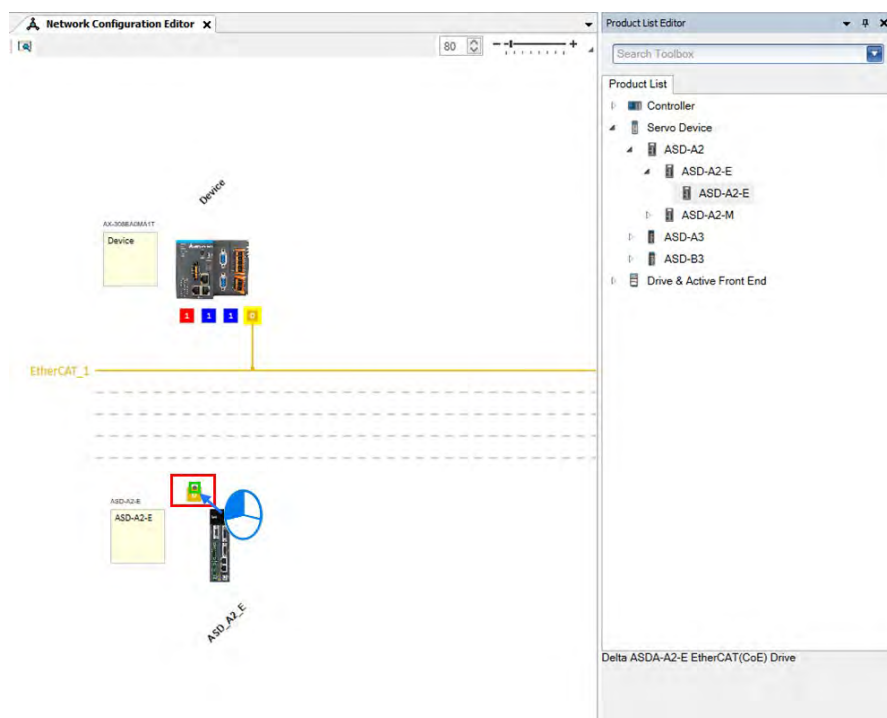 Network Configuration Editor
80
Device
AX-308EA0MA1T
Device
1 1 1 0
EtherCAT_1
ASD-A2-E
ASD-A2-E
ASD_A2_E
Product List Editor
Search Toolbox
Product List
Controller
Servo Device
ASD-A2
ASD-A2-E
ASD-A2-E
ASD-A2-M
ASD-A3
ASD-B3
Drive & Active Front End
Delta ASDA-A2-E EtherCAT(CoE) Drive